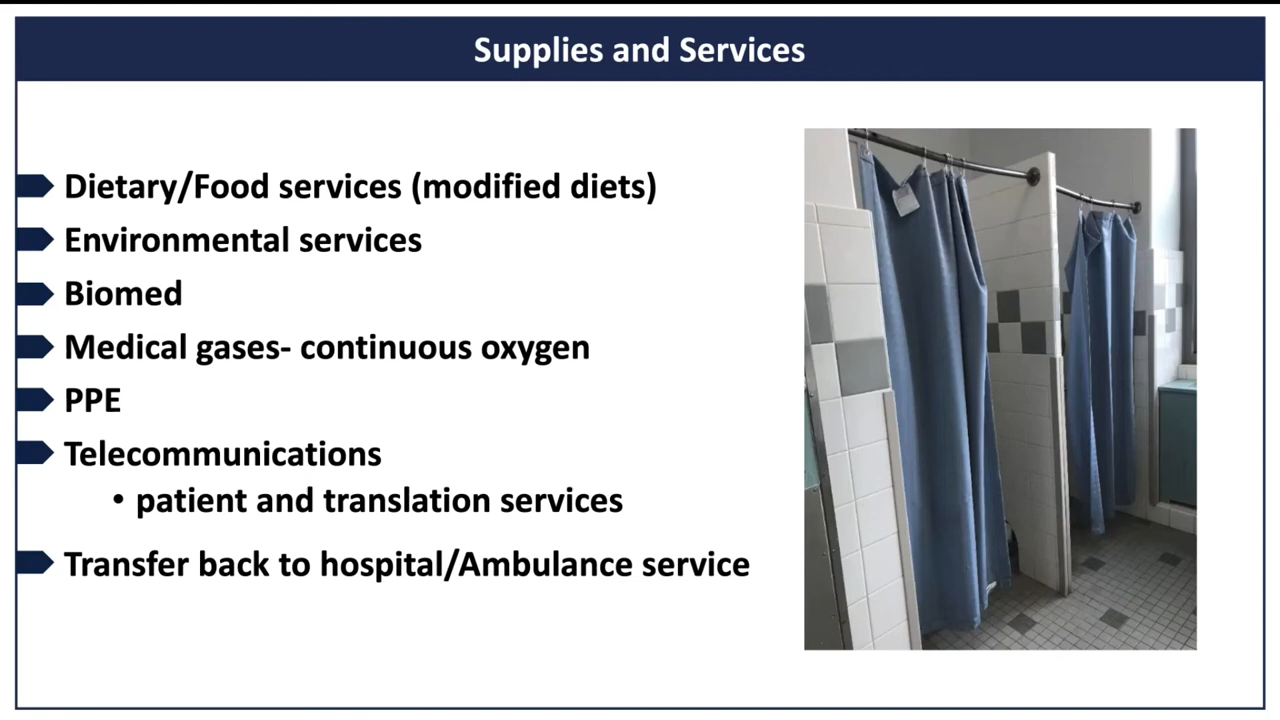 Supplies and Services
Dietary/Food services (modified diets)
Environmental services
Biomed
Medical gases- continuous oxygen
PPE
Telecommunications
• patient and translation services
Transfer back to hospital/Ambulance service